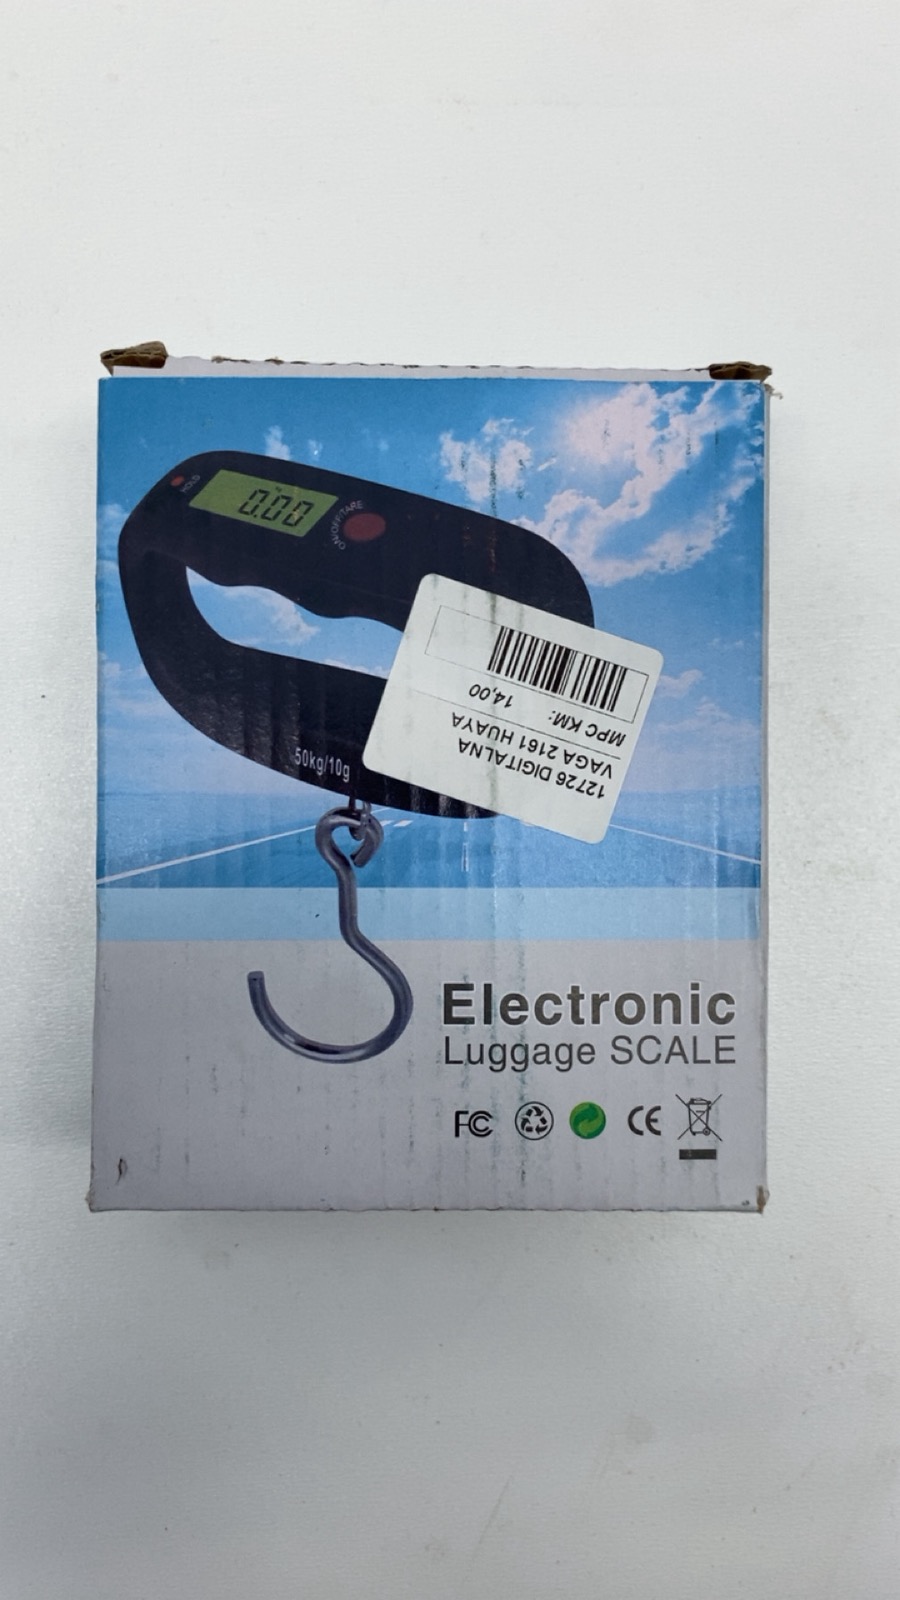 HOLD
0.00
ON/OFF/TARE
12726 DIGITALNA
VAGA 2161 HUAYA
MPC KM: 14,00
50kg/10g
Electronic
Luggage SCALE
FC
CE